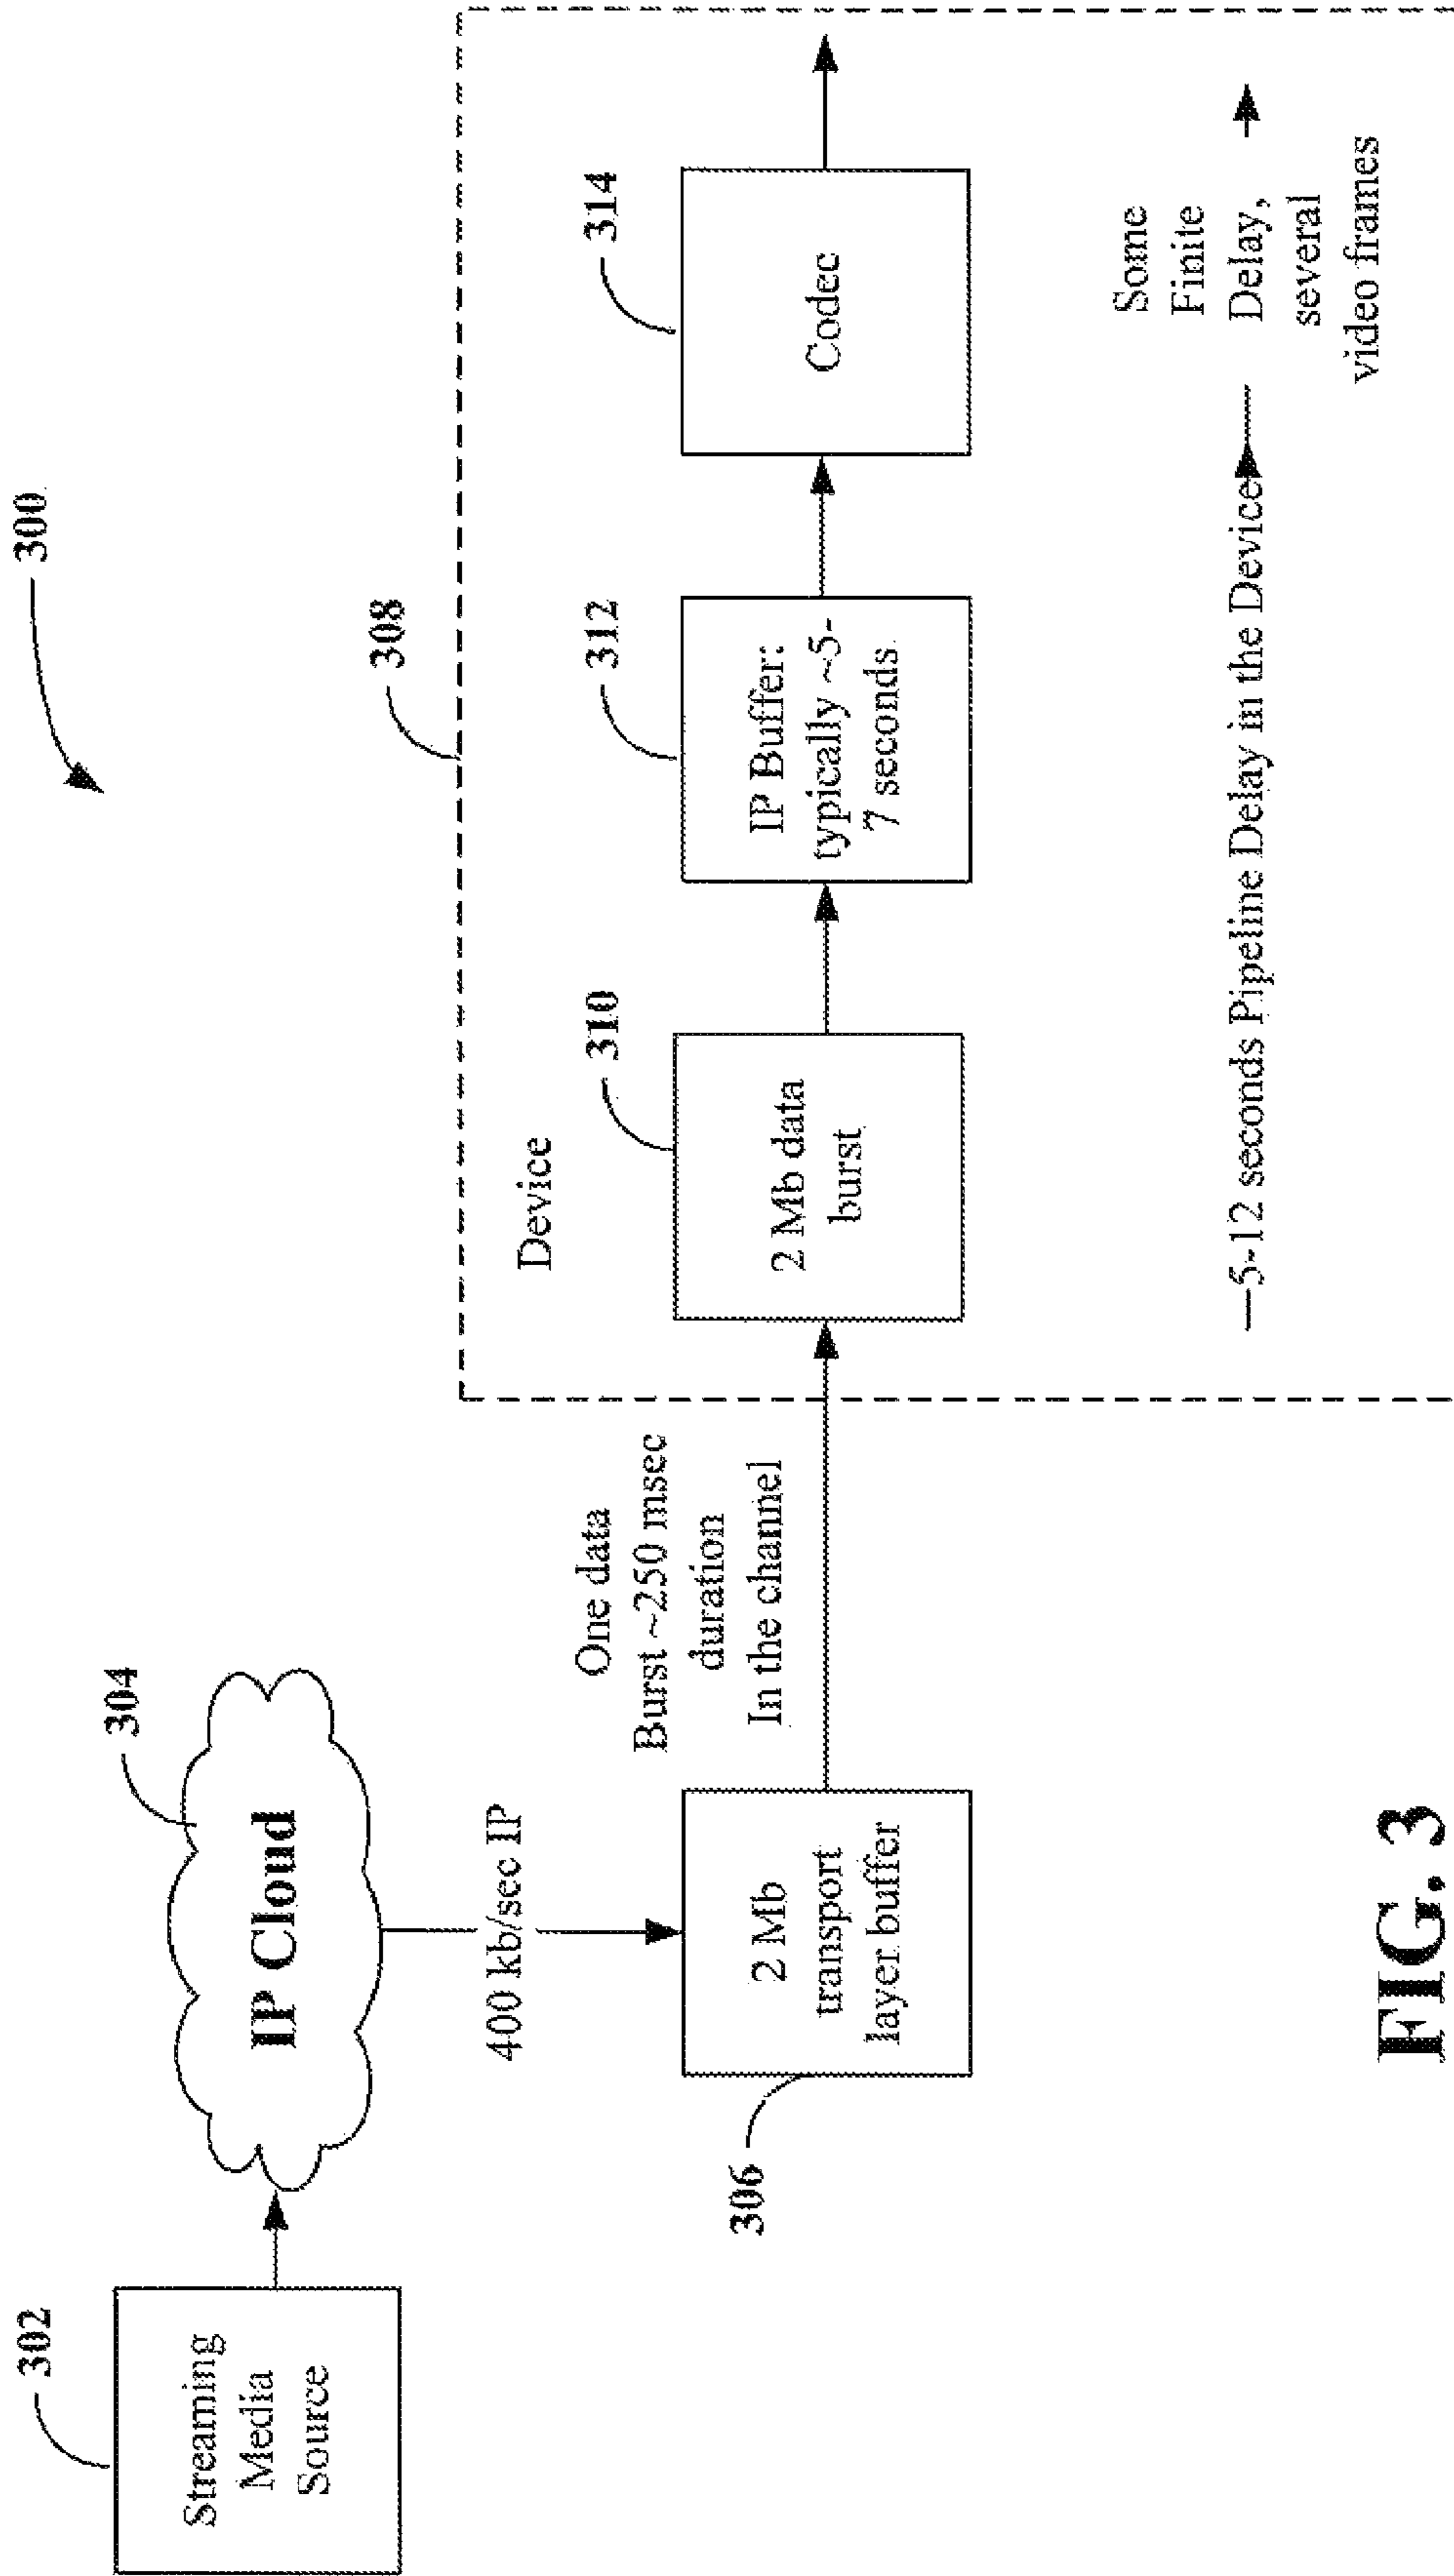 300
302
Streaming
Media
Source
304
IP Cloud
400 kb/sec IP
306
2 Mb
transport
layer buffer
One data
Burst ~250 msec
duration
In the channel
308
Device
310
2 Mb data
burst
312
IP Buffer:
typically ~5-
7 seconds
314
Codec
5-12 seconds Pipeline Delay in the Device
Some
Finite
Delay,
several
video frames
FIG. 3